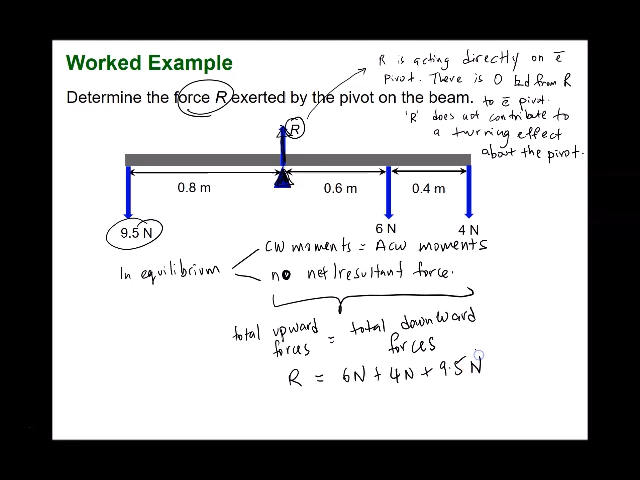 Worked Example
Determine the force R exerted by the pivot on the beam.
R is acting directly on e̅
pivot. There is 0 ⊥d from R
to e̅ pivot.
'R' does not contribute to
a turning effect
about the pivot.
R
0.8 m
0.6 m
0.4 m
9.5 N
6 N
4 N
In equilibrium
CW moments = ACW moments
no net/resultant force.
total upward forces = total downward forces
R = 6N + 4N + 9.5N